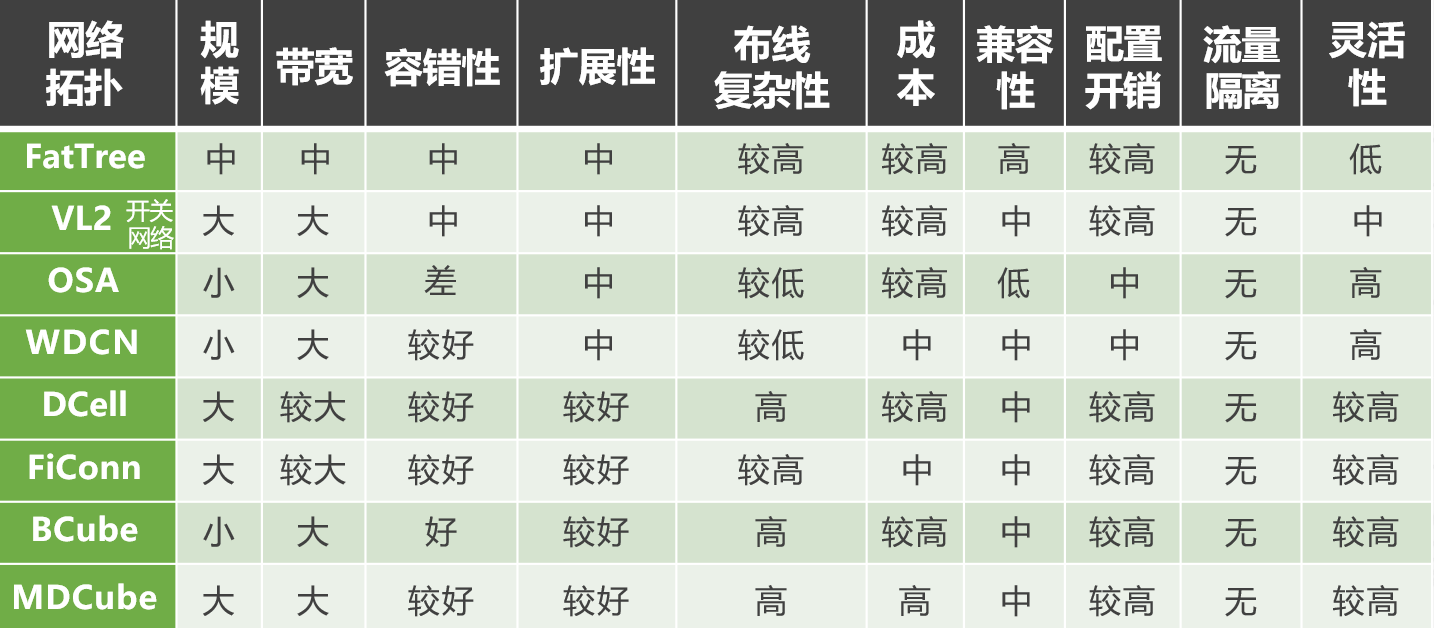 网络拓扑 规模 带宽 容错性 扩展性 布线复杂性 成本 兼容性 配置开销 流量隔离 灵活性
FatTree 中 中 中 中 较高 较高 高 较高 无 低
VL2 开关网络 大 大 中 中 较高 较高 中 较高 无 中
OSA 小 大 差 中 较低 较高 低 中 无 高
WDCN 小 大 较好 中 较低 中 中 中 无 高
DCell 大 较大 较好 较好 高 较高 中 较高 无 较高
FiConn 大 较大 较好 较好 较高 中 中 较高 无 较高
BCube 小 大 好 较好 高 较高 中 较高 无 较高
MDCube 大 大 较好 较好 高 高 中 较高 无 较高